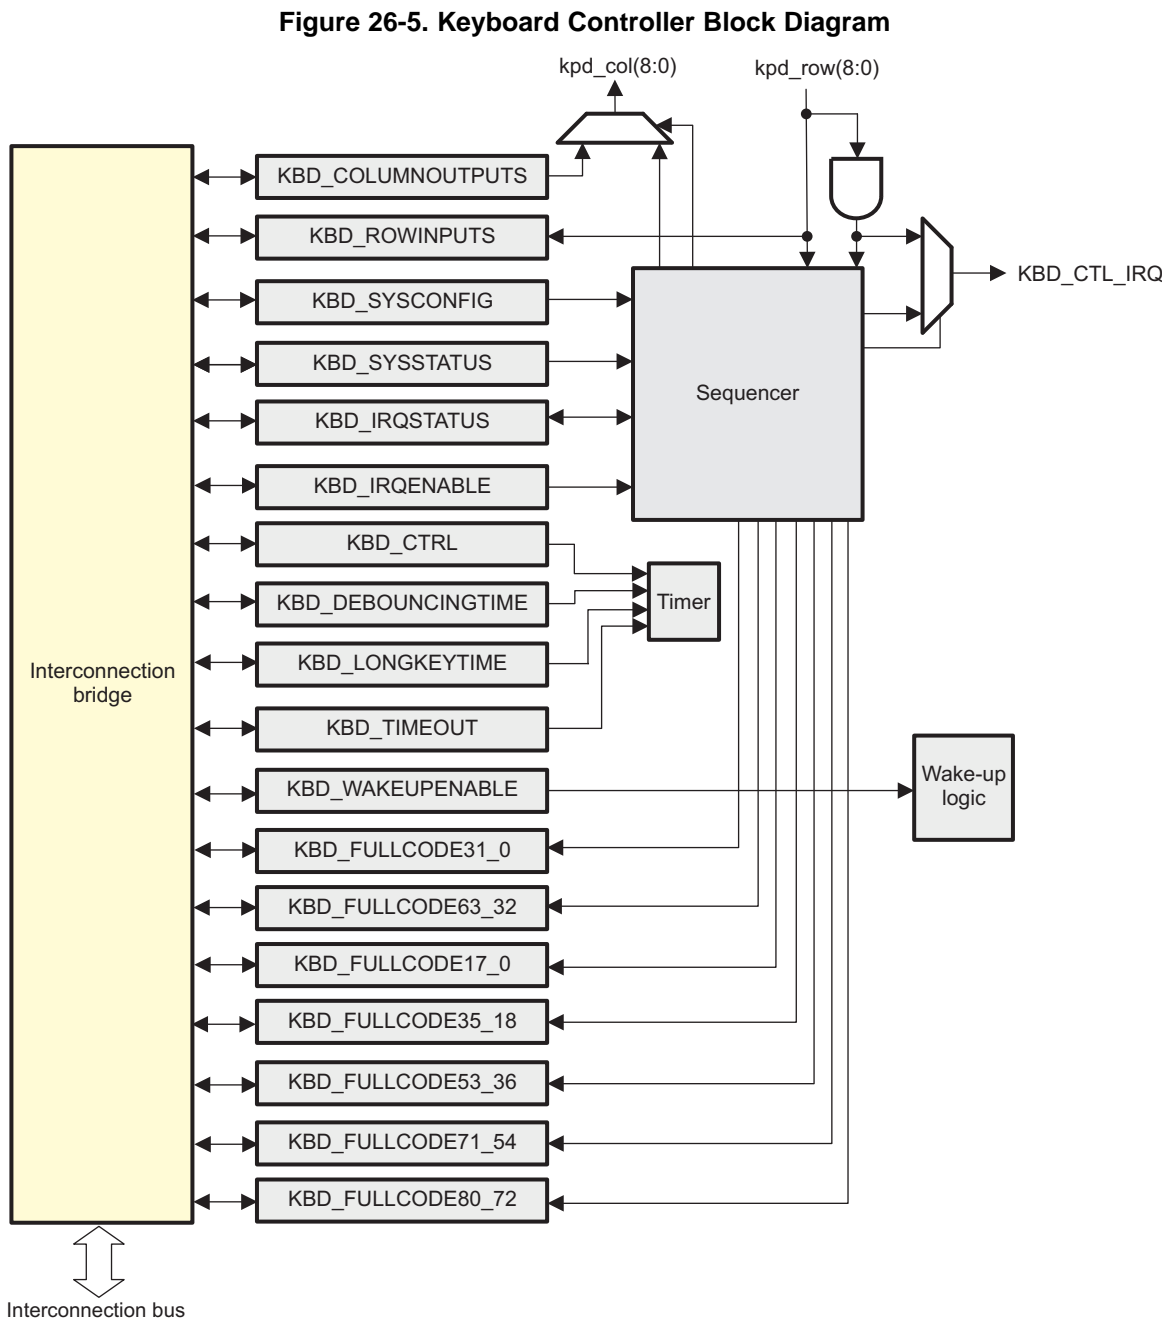 Figure 26-5. Keyboard Controller Block Diagram
kpd_col(8:0)
kpd_row(8:0)
KBD_COLUMNOUTPUTS
KBD_ROWINPUTS
KBD_CTL_IRQ
KBD_SYSCONFIG
KBD_SYSSTATUS
Sequencer
KBD_IRQSTATUS
KBD_IRQENABLE
KBD_CTRL
KBD_DEBOUNCINGTIME
Timer
KBD_LONGKEYTIME
Interconnection
bridge
KBD_TIMEOUT
KBD_WAKEUPENABLE
Wake-up
logic
KBD_FULLCODE31_0
KBD_FULLCODE63_32
KBD_FULLCODE17_0
KBD_FULLCODE35_18
KBD_FULLCODE53_36
KBD_FULLCODE71_54
KBD_FULLCODE80_72
Interconnection bus